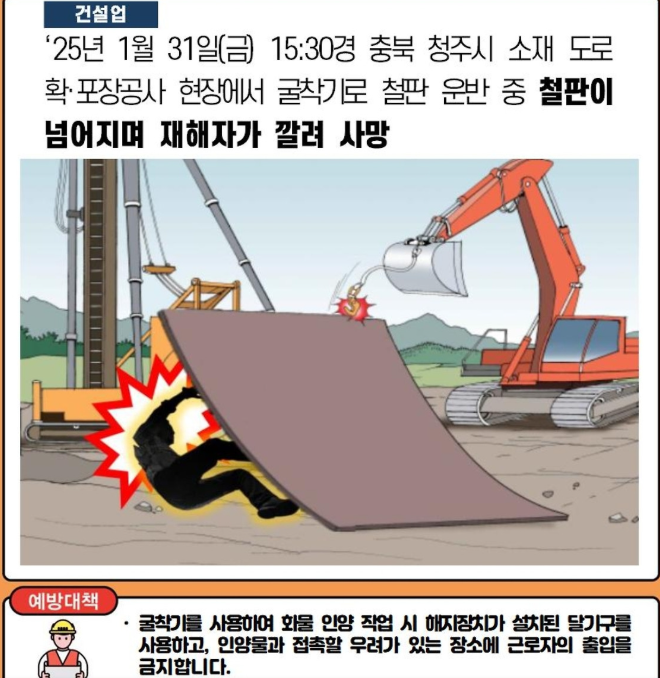 건설업
‘25년 1월 31일(금) 15:30경 충북 청주시 소재 도로
확·포장공사 현장에서 굴착기로 철판 운반 중 철판이
넘어지며 재해자가 깔려 사망
예방대책
· 굴착기를 사용하여 화물 인양 작업 시 해지장치가 설치된 달기구를
사용하고, 인양물과 접촉할 우려가 있는 장소에 근로자의 출입을
금지합니다.